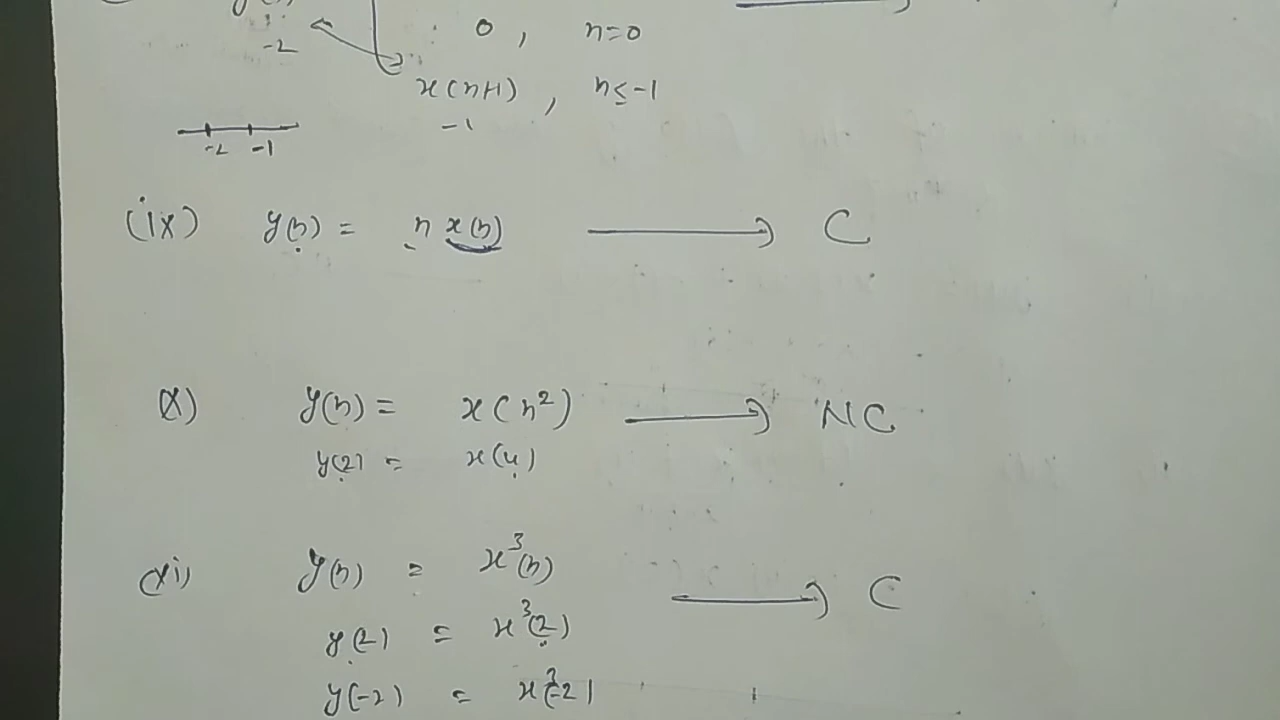 y(n)
0 , n=0
-2
x(n+1) , n≤-1
-1
-2 -1
(ix) y(n) = n x(n) ⟶ C
(x) y(n) = x(n²) ⟶ NC
y(2) = x(4)
(xi) y(n) = x³(n) ⟶ C
y(2) = x³(2)
y(-2) = x³(-2)